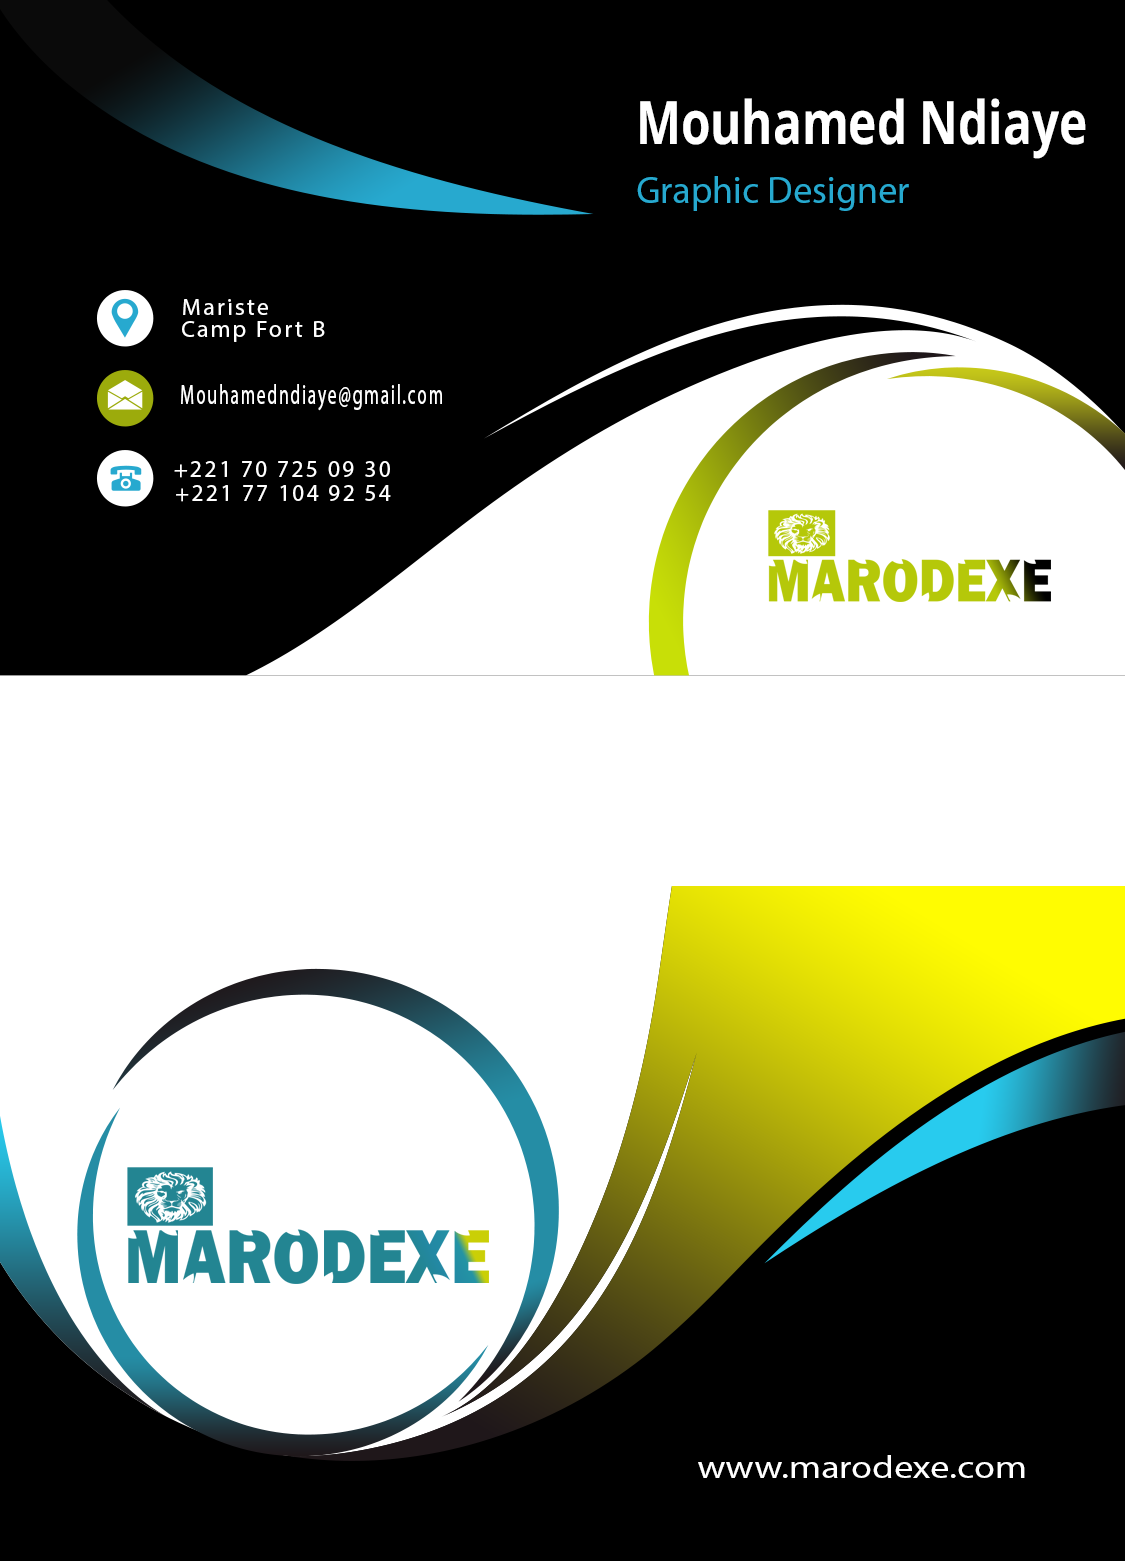 Mouhamed Ndiaye
Graphic Designer
Mariste
Camp Fort B
Mouhamedndiaye@gmail.com
+221 70 725 09 30
+221 77 104 92 54
MARODEXE
MARODEXE
www.marodexe.com